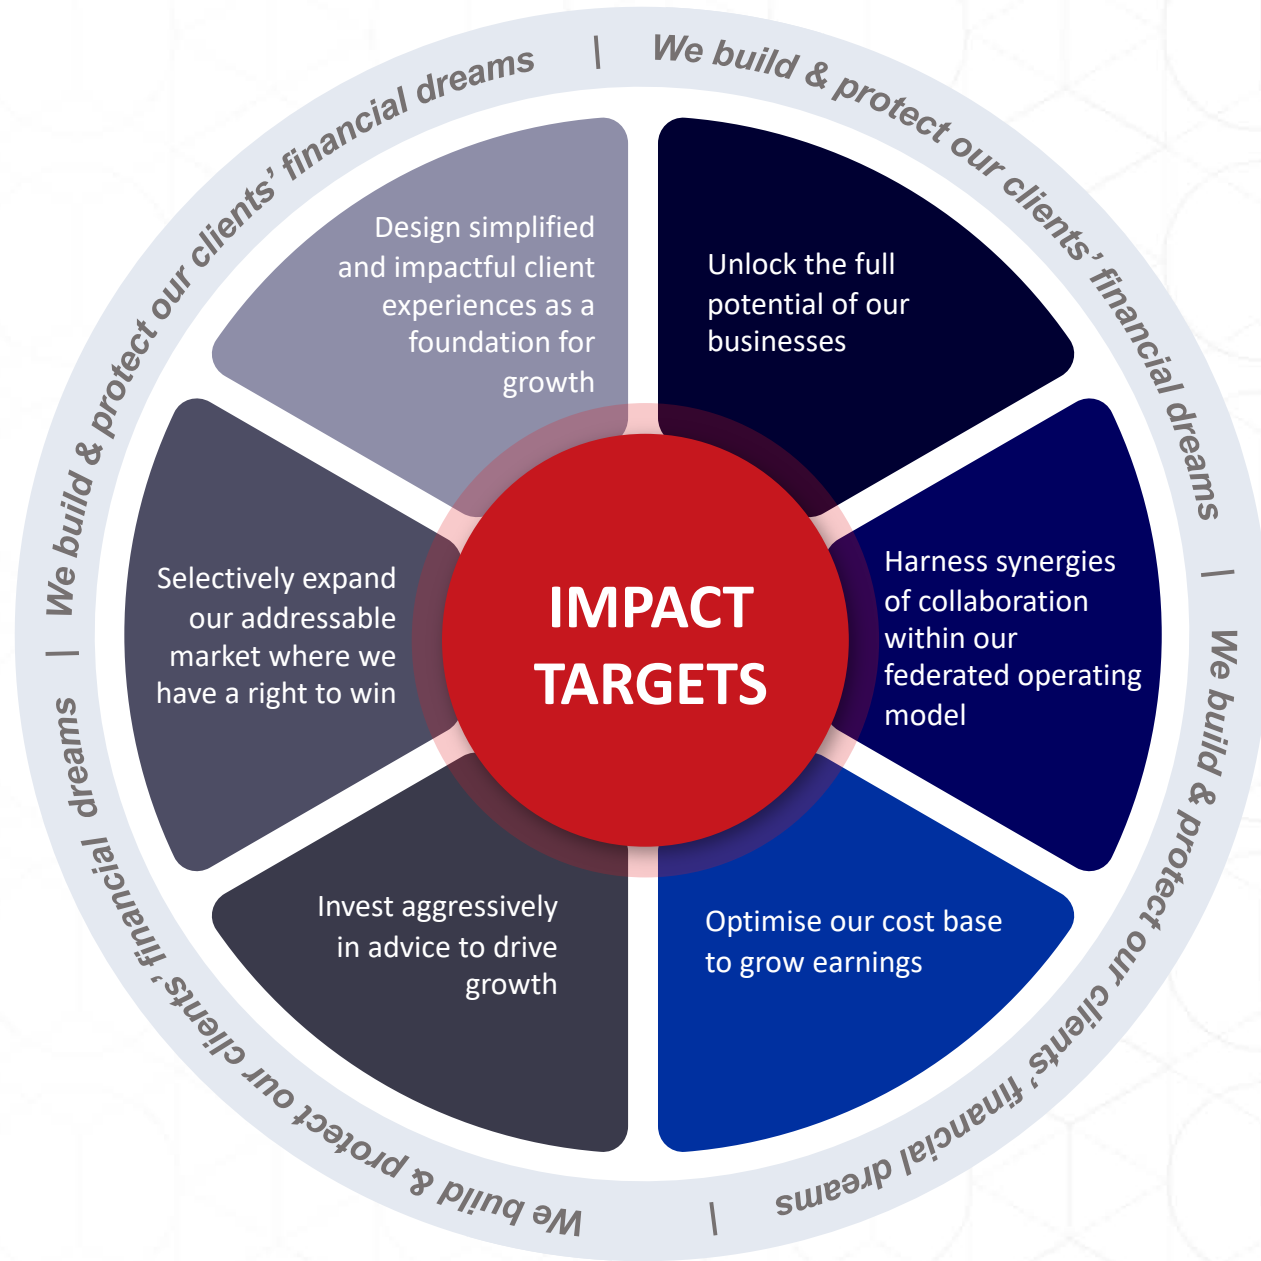 We build & protect our clients’ financial dreams | We build & protect our clients’ financial dreams | We build & protect our clients’ financial dreams | We build & protect our clients’ financial dreams |
Design simplified
and impactful client
experiences as a
foundation for
growth
Unlock the full
potential of our
businesses
Harness synergies
of collaboration
within our
federated operating
model
Optimise our cost base
to grow earnings
Invest aggressively
in advice to drive
growth
Selectively expand
our addressable
market where we
have a right to win
IMPACT
TARGETS